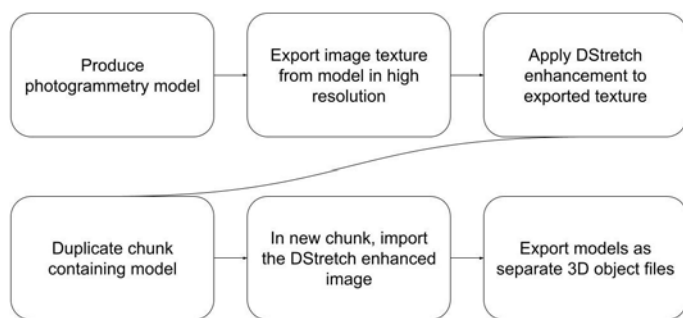 Produce
photogrammetry model
Export image texture
from model in high
resolution
Apply DStretch
enhancement to
exported texture
Duplicate chunk
containing model
In new chunk, import
the DStretch enhanced
image
Export models as
separate 3D object files